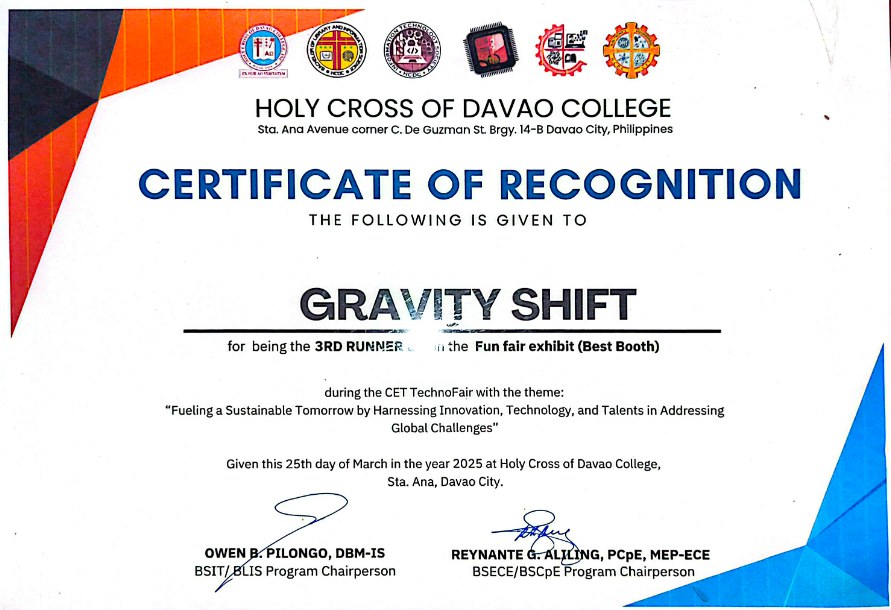 HOLY CROSS OF DAVAO COLLEGE
Sta. Ana Avenue corner C. De Guzman St. Brgy. 14-B Davao City, Philippines
CERTIFICATE OF RECOGNITION
THE FOLLOWING IS GIVEN TO
GRAVITY SHIFT
for being the 3RD RUNNER the Fun fair exhibit (Best Booth)
during the CET TechnoFair with the theme:
“Fueling a Sustainable Tomorrow by Harnessing Innovation, Technology, and Talents in Addressing
Global Challenges”
Given this 25th day of March in the year 2025 at Holy Cross of Davao College,
Sta. Ana, Davao City.
OWEN B. PILONGO, DBM-IS
BSIT/ BLIS Program Chairperson
REYNANTE G. ALILING, PCpE, MEP-ECE
BSECE/BSCpE Program Chairperson